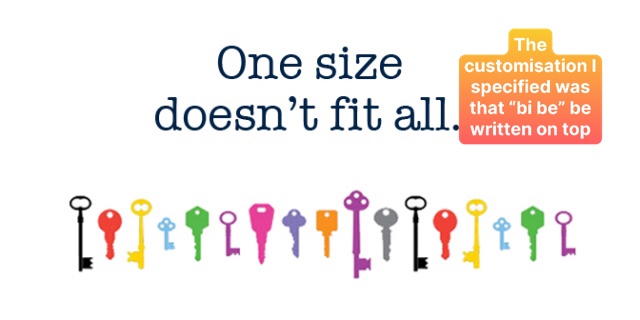 One size
doesn’t fit all.
The
customisation I
specified was
that “bi be” be
written on top